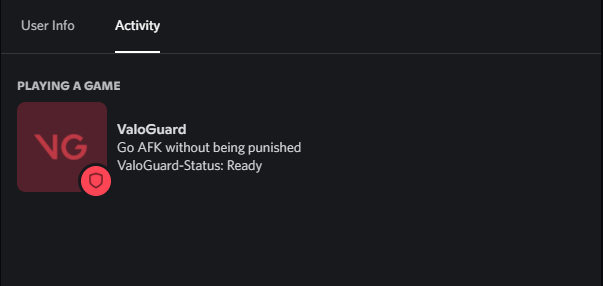 User Info
Activity
PLAYING A GAME
VG
ValoGuard
Go AFK without being punished
ValoGuard-Status: Ready